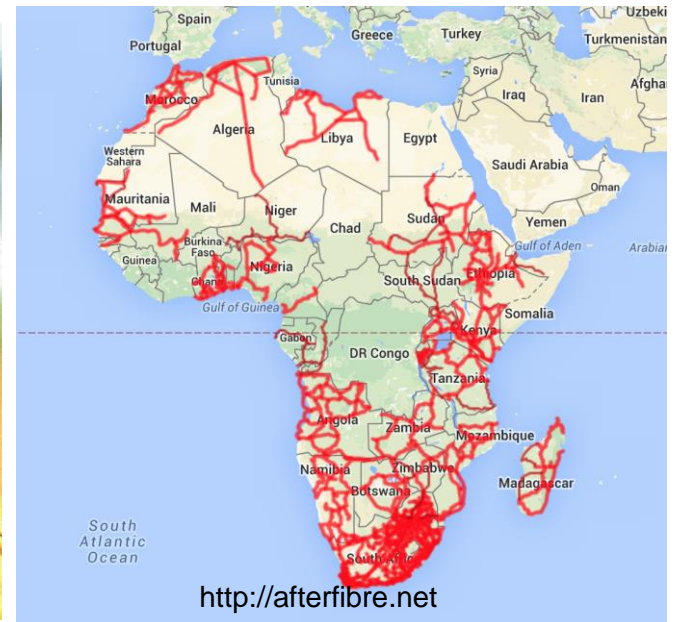 Spain
Portugal
Greece
Turkey
Uzbeki
Turkmenistan
Tunisia
Syria
Iraq
Iran
Afgha
Morocco
Algeria
Libya
Egypt
Western
Sahara
Saudi Arabia
Oman
Mauritania
Mali
Niger
Chad
Sudan
Yemen
Gulf of Aden
Arabia
Burkina
Faso
Guinea
Ghana
Nigeria
South Sudan
Ethiopia
Gulf of Guinea
Somalia
Gabon
DR Congo
Kenya
Tanzania
Angola
Zambia
Mozambique
Namibia
Zimbabwe
Botswana
Madagascar
South
Atlantic
Ocean
South Africa
http://afterfibre.net